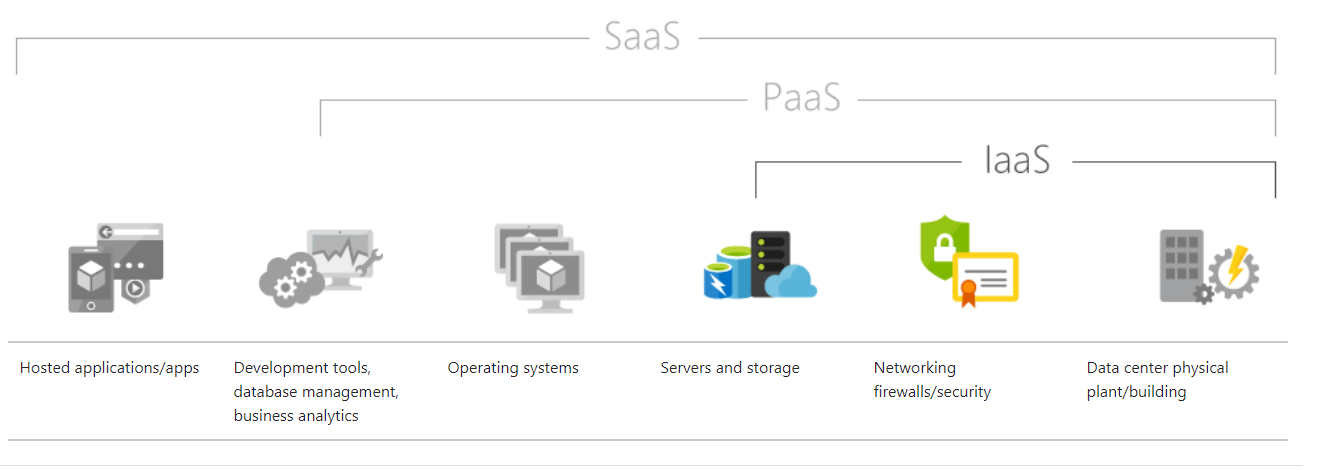 SaaS
PaaS
IaaS
Hosted applications/apps
Development tools,
database management,
business analytics
Operating systems
Servers and storage
Networking
firewalls/security
Data center physical
plant/building